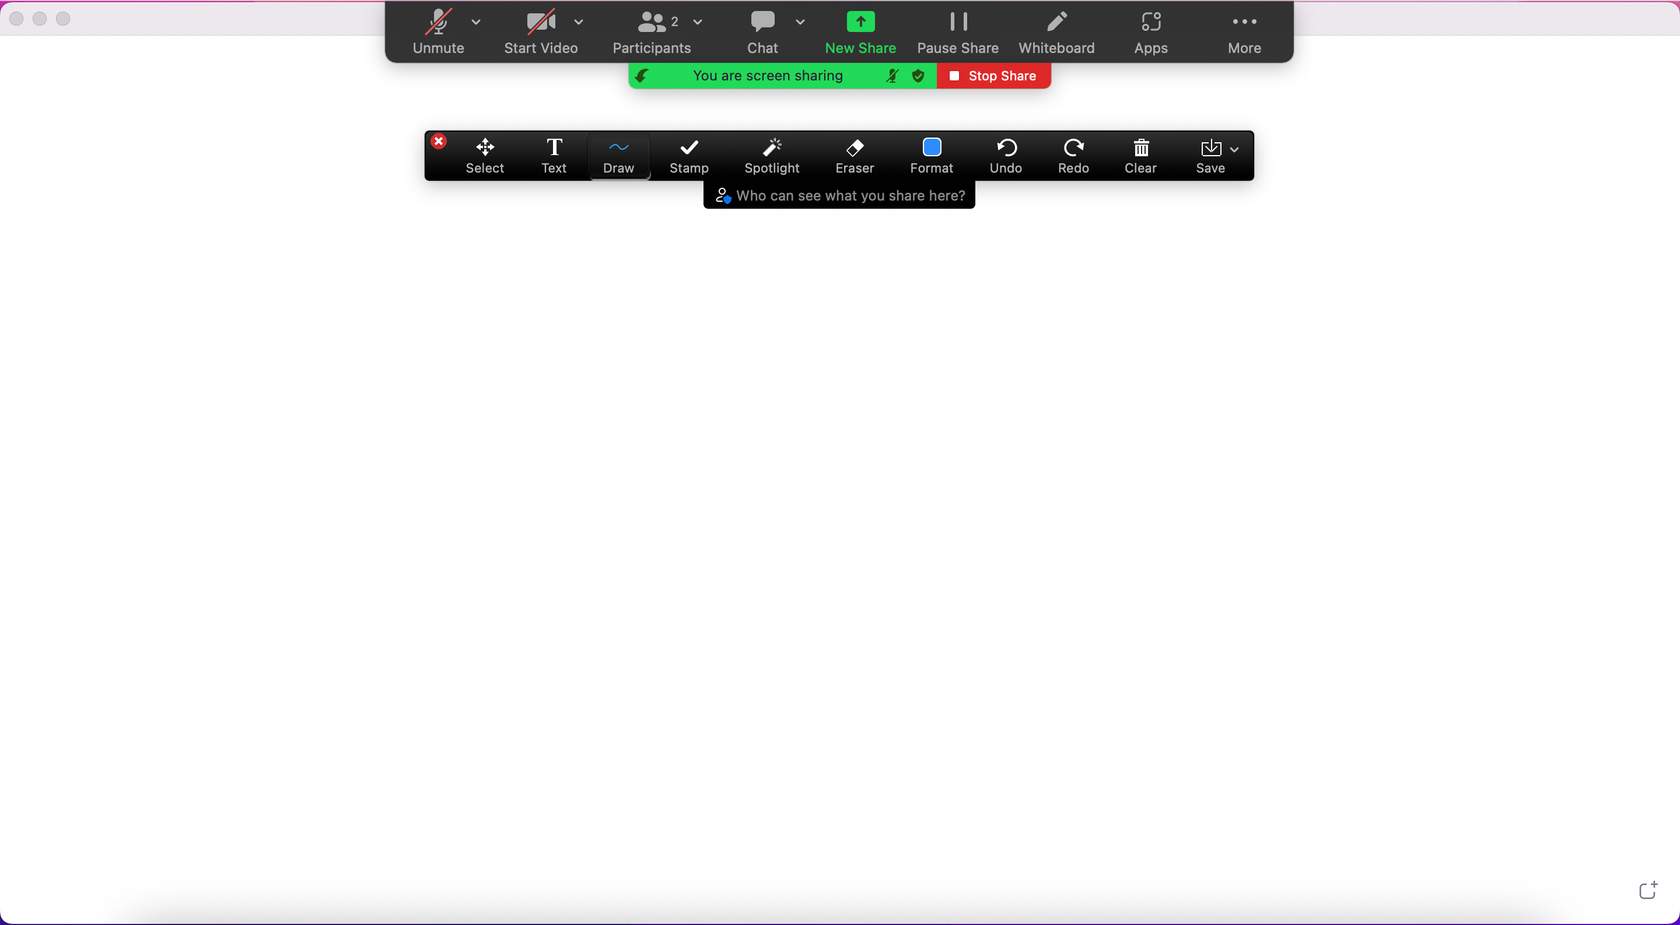 Unmute Start Video Participants 2 Chat New Share Pause Share Whiteboard Apps More
You are screen sharing Stop Share
Select Text Draw Stamp Spotlight Eraser Format Undo Redo Clear Save
Who can see what you share here?